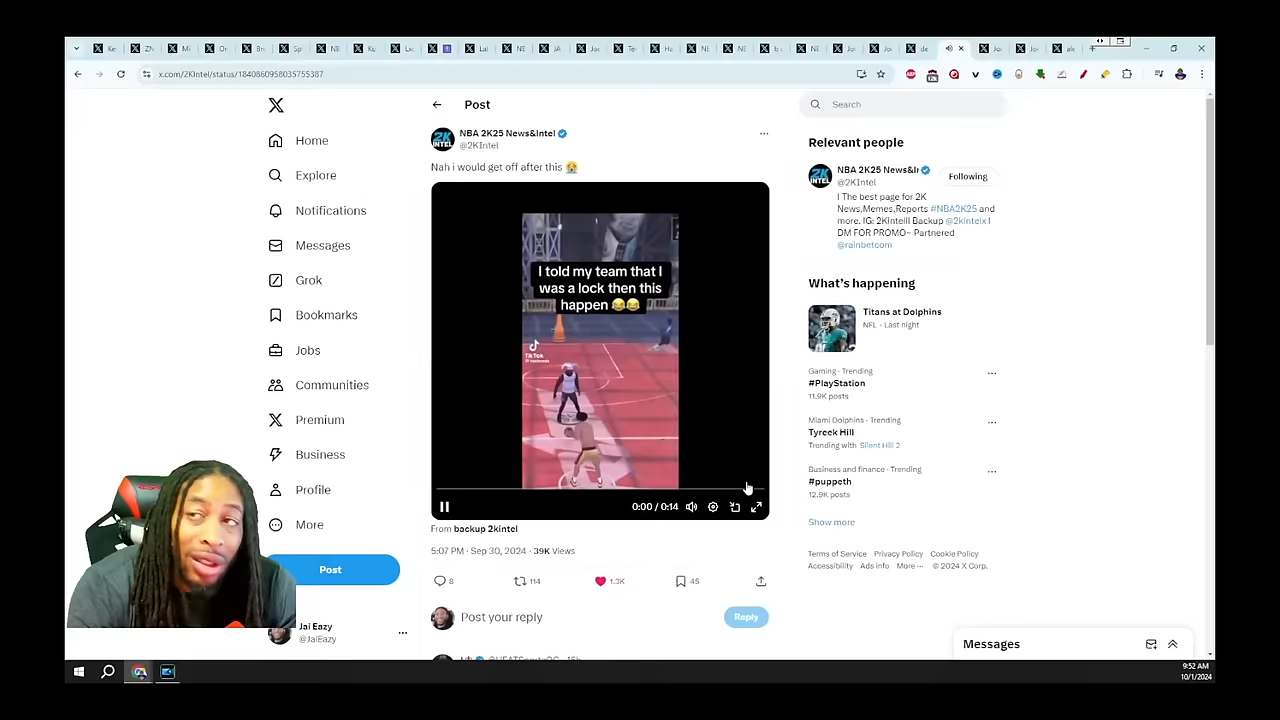 x.com/2KIntel/status/1840860958035755387
Home
Explore
Notifications
Messages
Grok
Bookmarks
Jobs
Communities
Premium
Business
Profile
More
Post
Jai Eazy
@JaiEazy
Post
NBA 2K25 News&Intel
@2KIntel
Nah i would get off after this 😭
I told my team that I
was a lock then this
happen 😂😂
TikTok
0:00 / 0:14
From backup 2kintel
5:07 PM · Sep 30, 2024 · 39K Views
8
114
1.3K
45
Post your reply
Reply
Search
Relevant people
NBA 2K25 News&Ir
@2KIntel
Following
I The best page for 2K
News,Memes,Reports #NBA2K25 and
more. IG: 2Kintelll Backup @2kintelx I
DM FOR PROMO~ Partnered
@rainbetcom
What's happening
Titans at Dolphins
NFL · Last night
Gaming · Trending
#PlayStation
11.9K posts
Miami Dolphins · Trending
Tyreek Hill
Trending with Silent Hill 2
Business and finance · Trending
#puppeth
12.9K posts
Show more
Terms of Service Privacy Policy Cookie Policy
Accessibility Ads info More ··· © 2024 X Corp.
Messages
9:52 AM
10/1/2024